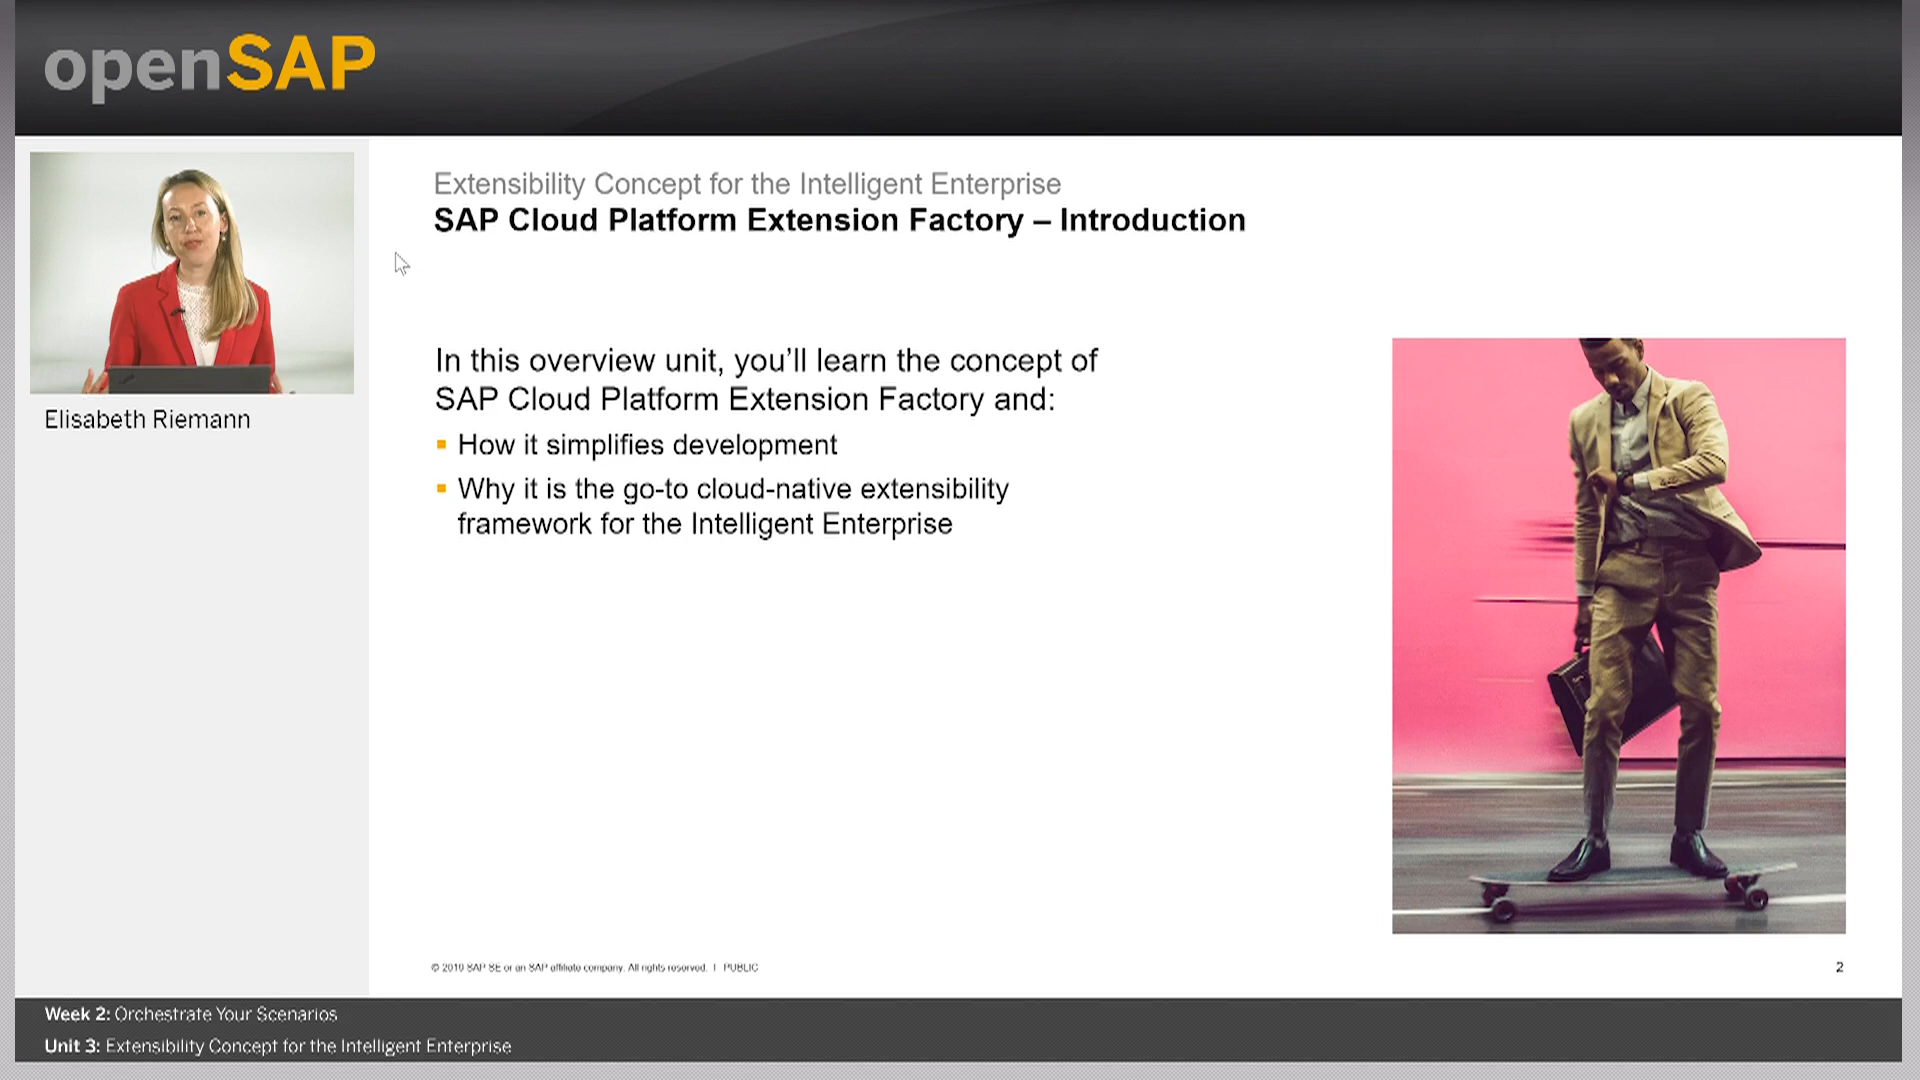 openSAP
Extensibility Concept for the Intelligent Enterprise
SAP Cloud Platform Extension Factory – Introduction
Elisabeth Riemann
In this overview unit, you’ll learn the concept of
SAP Cloud Platform Extension Factory and:
How it simplifies development
Why it is the go-to cloud-native extensibility
framework for the Intelligent Enterprise
© 2019 SAP SE or an SAP affiliate company. All rights reserved. | PUBLIC
2
Week 2: Orchestrate Your Scenarios
Unit 3: Extensibility Concept for the Intelligent Enterprise